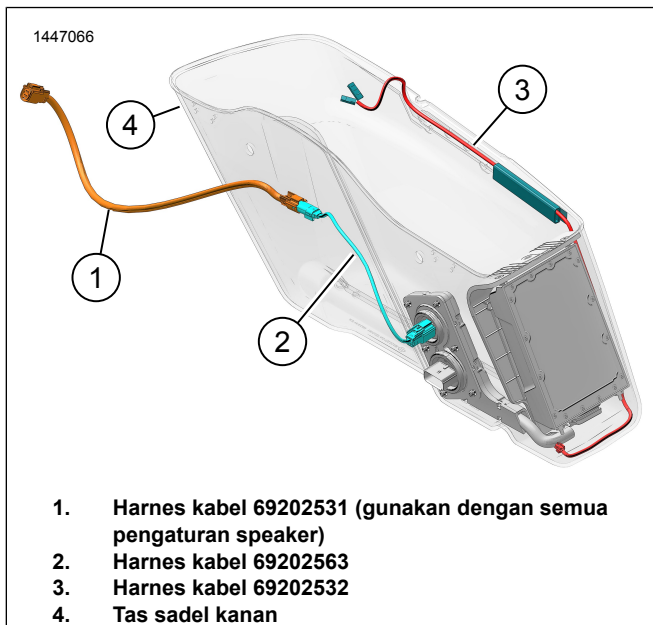 1447066
3
4
1
2
1. Harnes kabel 69202531 (gunakan dengan semua
pengaturan speaker)
2. Harnes kabel 69202563
3. Harnes kabel 69202532
4. Tas sadel kanan